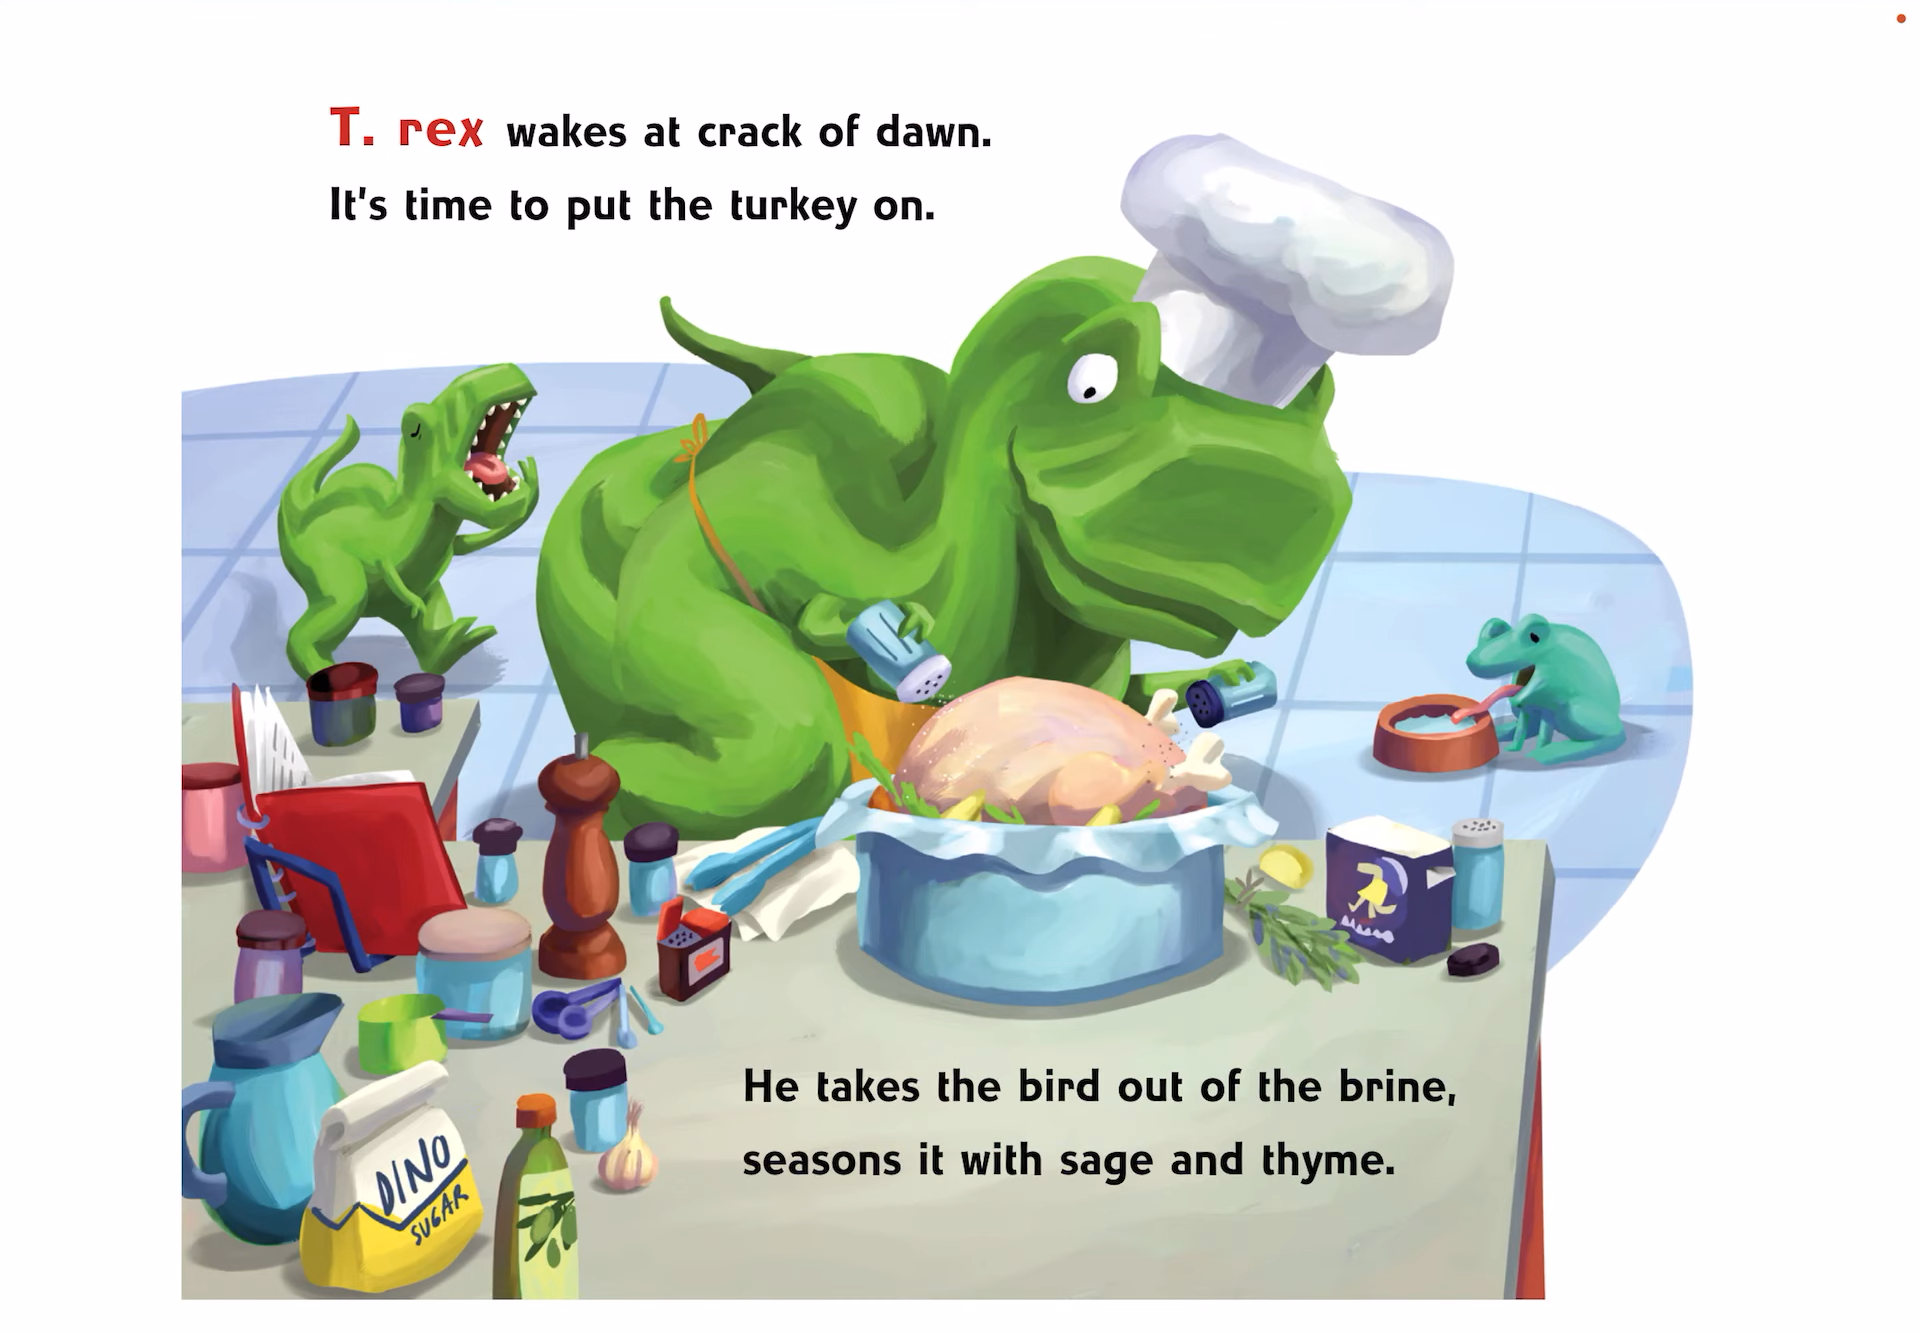 T. rex wakes at crack of dawn.
It's time to put the turkey on.
DINO
SUGAR
He takes the bird out of the brine,
seasons it with sage and thyme.